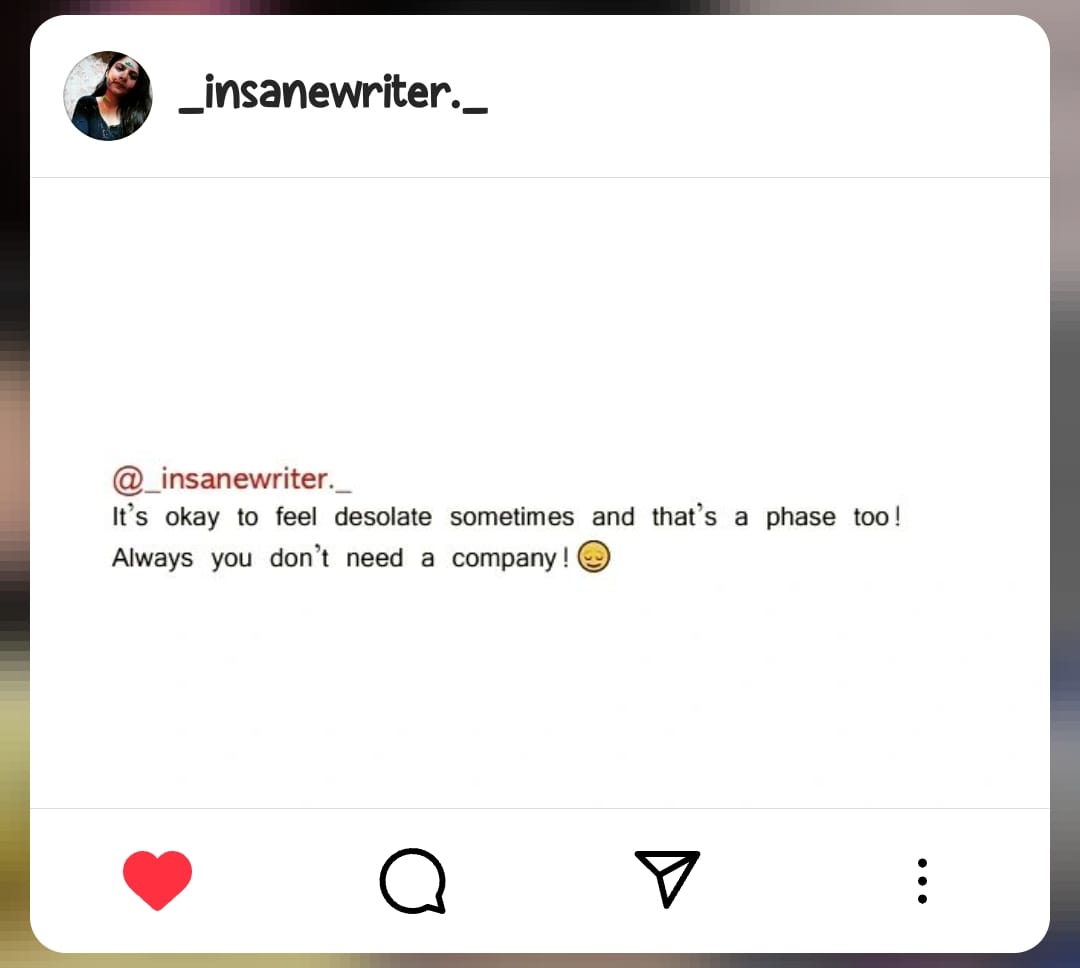 _insanewriter._
@_insanewriter._
It's okay to feel desolate sometimes and that's a phase too!
Always you don't need a company! 😌